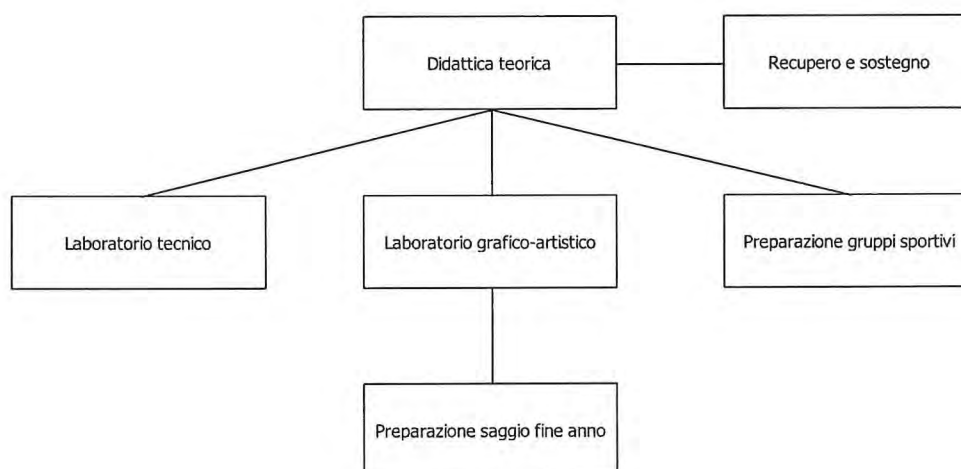 Didattica teorica
Recupero e sostegno
Laboratorio tecnico
Laboratorio grafico-artistico
Preparazione gruppi sportivi
Preparazione saggio fine anno